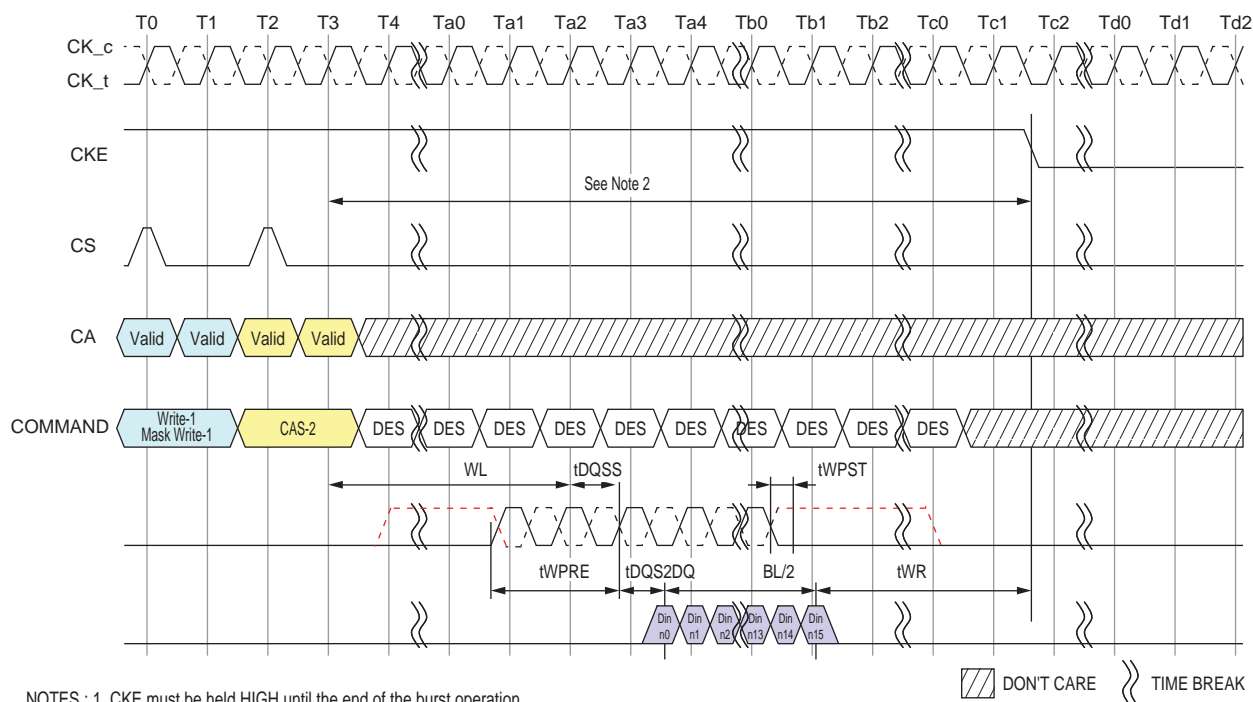 T0 T1 T2 T3 T4 Ta0 Ta1 Ta2 Ta3 Ta4 Tb0 Tb1 Tb2 Tc0 Tc1 Tc2 Td0 Td1 Td2
CK_c
CK_t
CKE
See Note 2
CS
CA Valid Valid Valid Valid
COMMAND Write-1 Mask Write-1 CAS-2 DES DES DES DES DES DES DES DES DES DES
WL tDQSS tWPST
tWPRE tDQS2DQ BL/2 tWR
Din n0 Din n1 Din n2 Din n13 Din n14 Din n15
DON'T CARE TIME BREAK
NOTES : 1. CKE must be held HIGH until the end of the burst operation